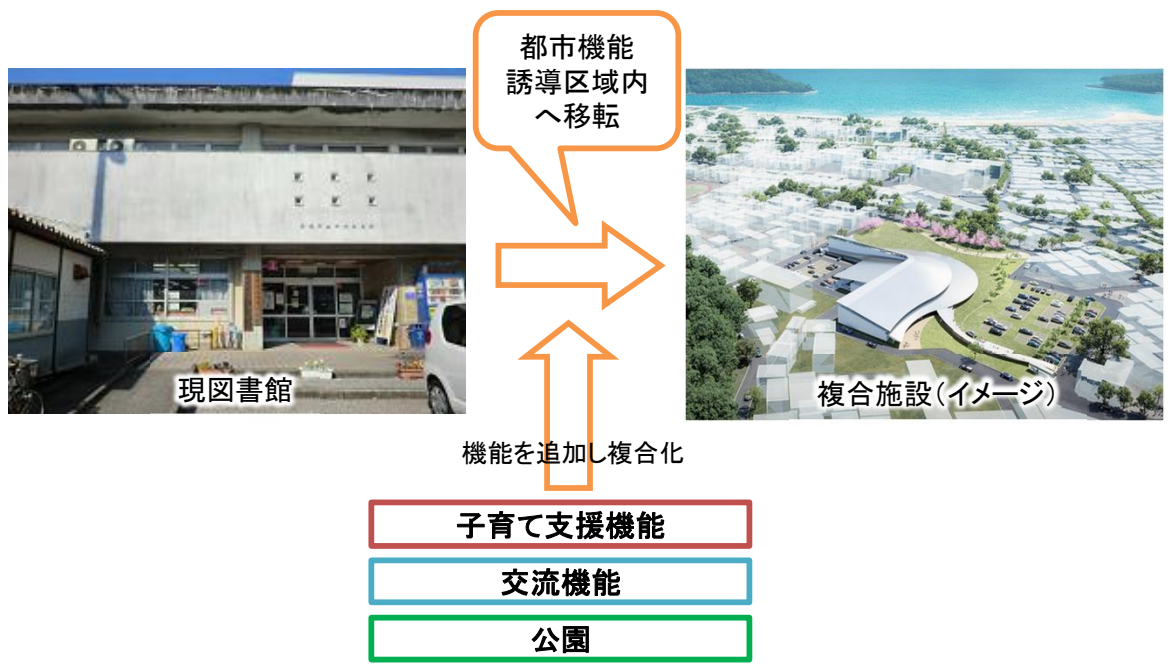 都市機能
誘導区域内
へ移転
現図書館
複合施設(イメージ)
機能を追加し複合化
子育て支援機能
交流機能
公園